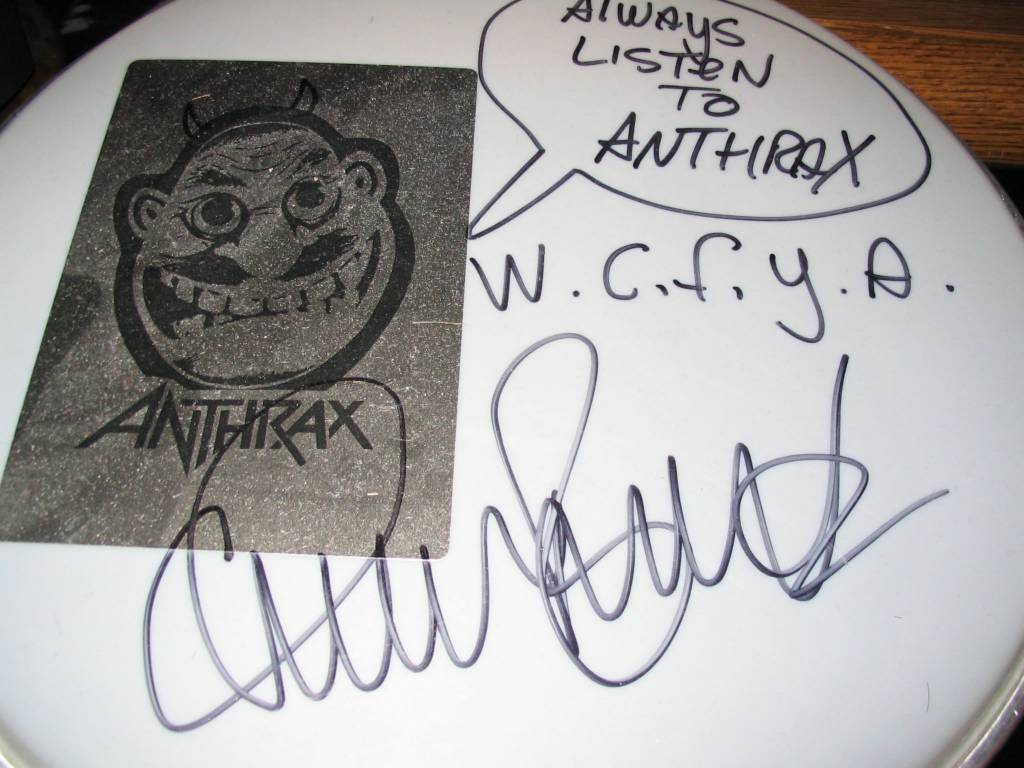 ALWAYS
LISTEN
TO
ANTHRAX
W.C.F.Y.A.
ANTHRAX